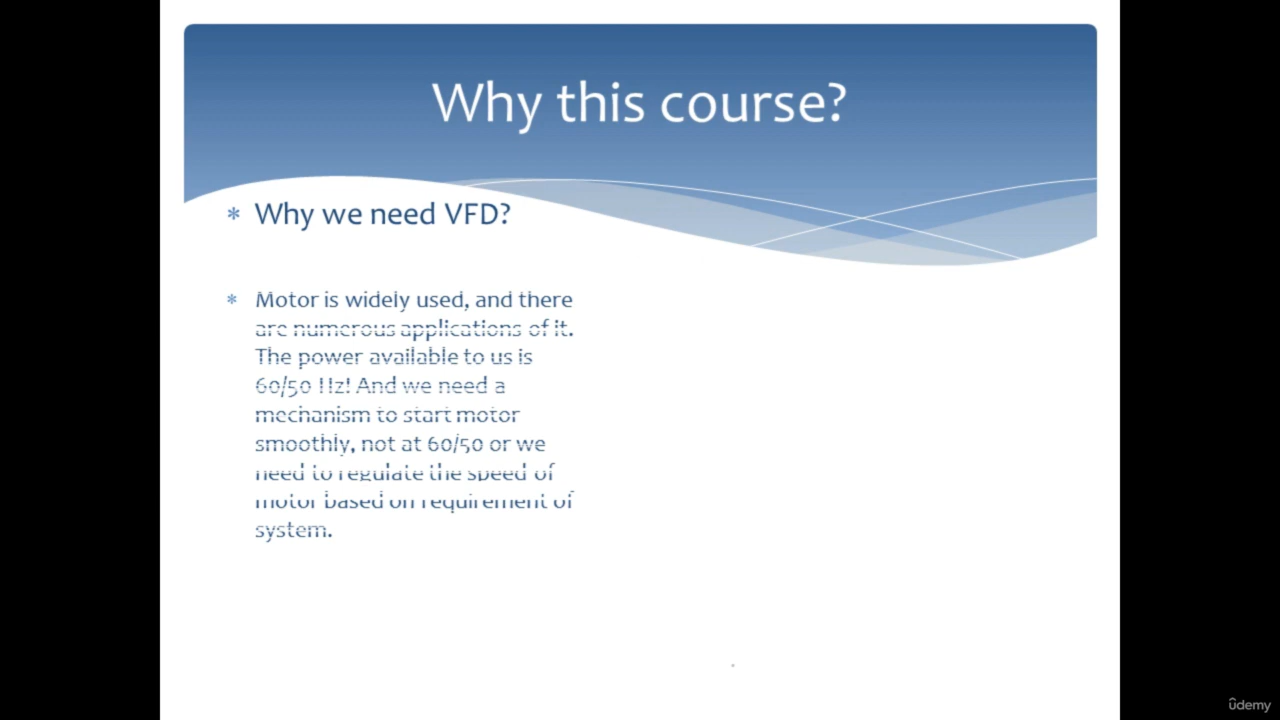 Why this course?
* Why we need VFD?
* Motor is widely used, and there
are numerous applications of it.
The power available to us is
60/50 Hz! And we need a
mechanism to start motor
smoothly, not at 60/50 or we
need to regulate the speed of
motor based on requirement of
system.
ûdemy